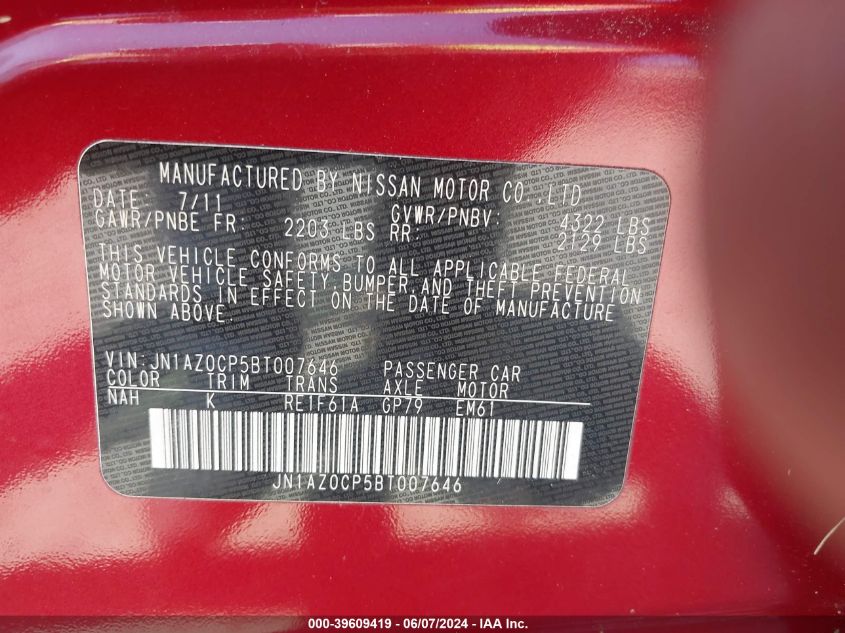 MANUFACTURED BY NISSAN MOTOR CO.,LTD
DATE: 7/11
GAWR/PNBE FR: 2203 LBS RR: GVWR/PNBV: 4322 LBS
2129 LBS
THIS VEHICLE CONFORMS TO ALL APPLICABLE FEDERAL
MOTOR VEHICLE SAFETY,BUMPER,AND THEFT PREVENTION
STANDARDS IN EFFECT ON THE DATE OF MANUFACTURE
SHOWN ABOVE.
VIN:JN1AZ0CP5BT007646 PASSENGER CAR
COLOR TRIM TRANS AXLE MOTOR
NAH K RE1F61A GP79 EM61
JN1AZ0CP5BT007646
000-39609419 - 06/07/2024 - IAA Inc.